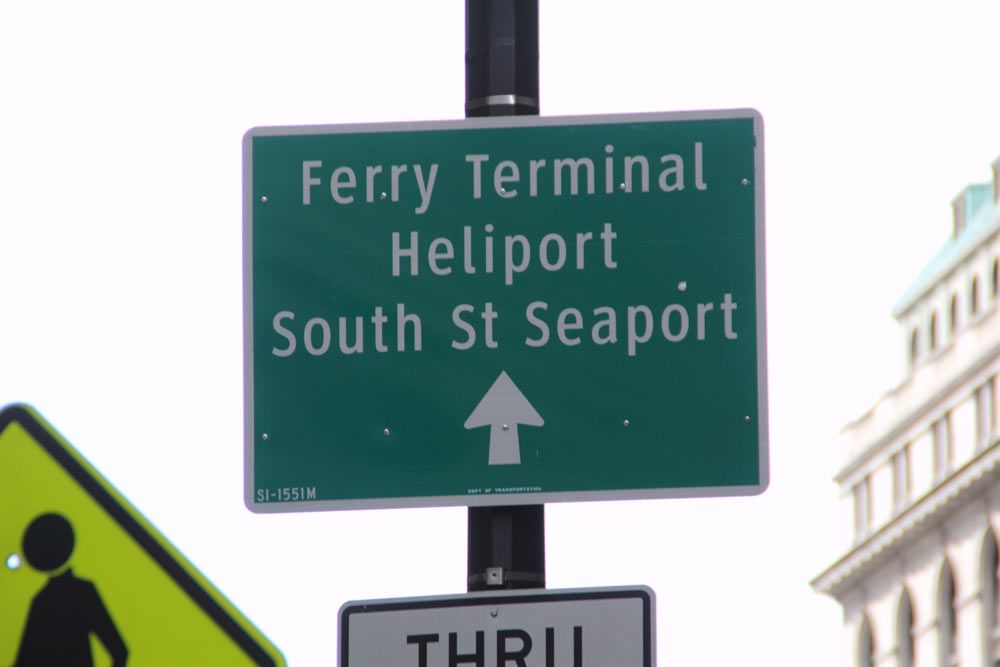 Ferry Terminal
Heliport
South St Seaport
SI-1551M
DEPT OF TRANSPORTATION
THRU